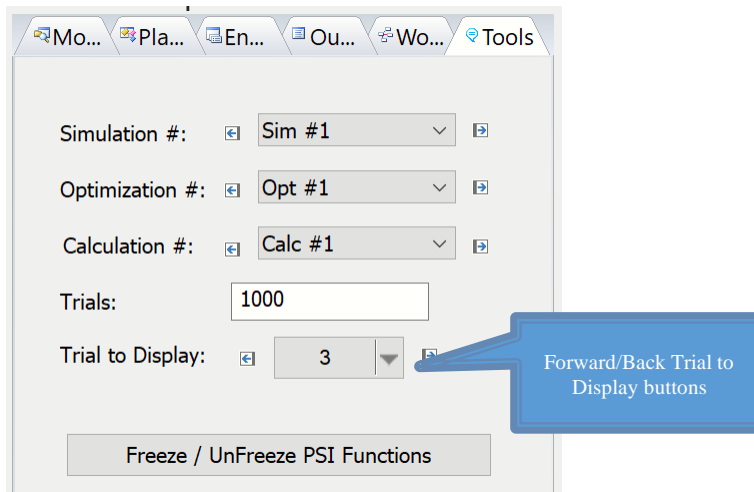 Mo... Pla... En... Ou... Wo... Tools
Simulation #: Sim #1
Optimization #: Opt #1
Calculation #: Calc #1
Trials: 1000
Trial to Display: 3
Forward/Back Trial to
Display buttons
Freeze / UnFreeze PSI Functions